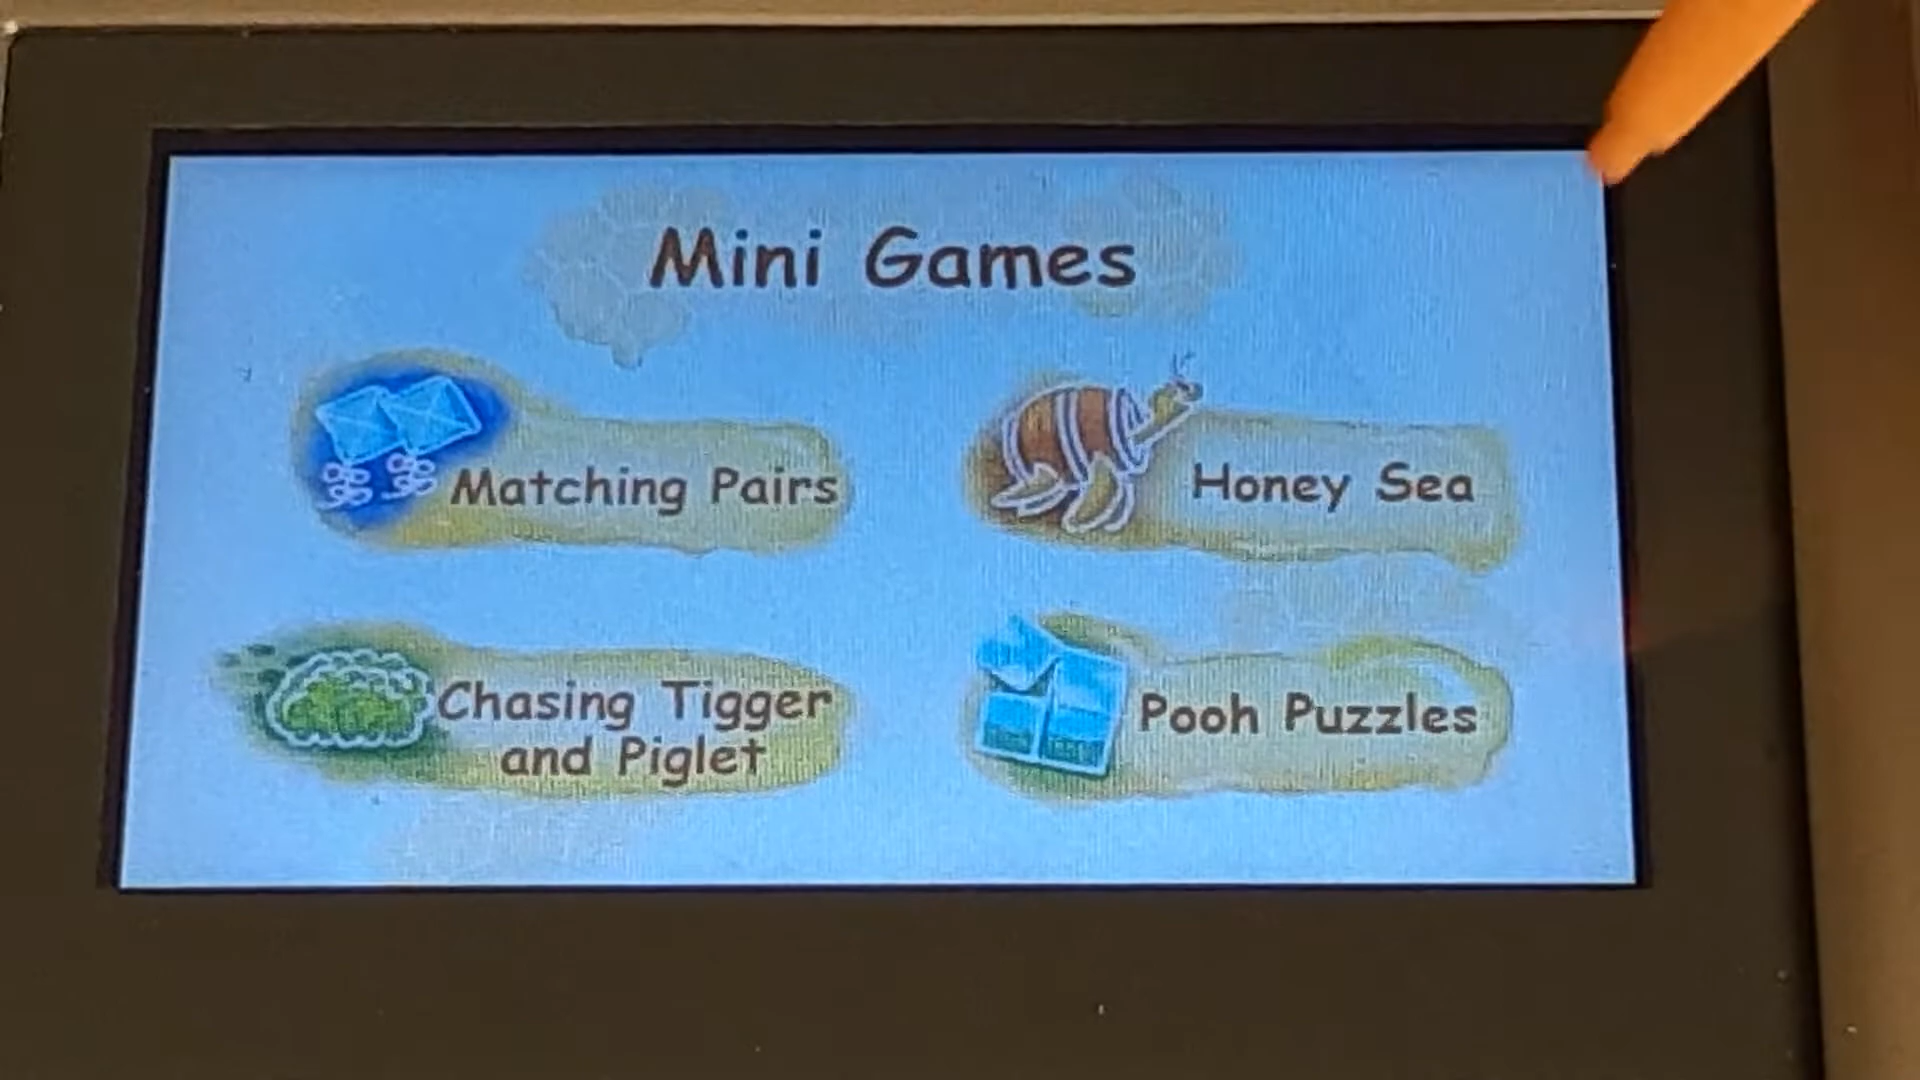 Mini Games
Matching Pairs
Honey Sea
Chasing Tigger
and Piglet
Pooh Puzzles